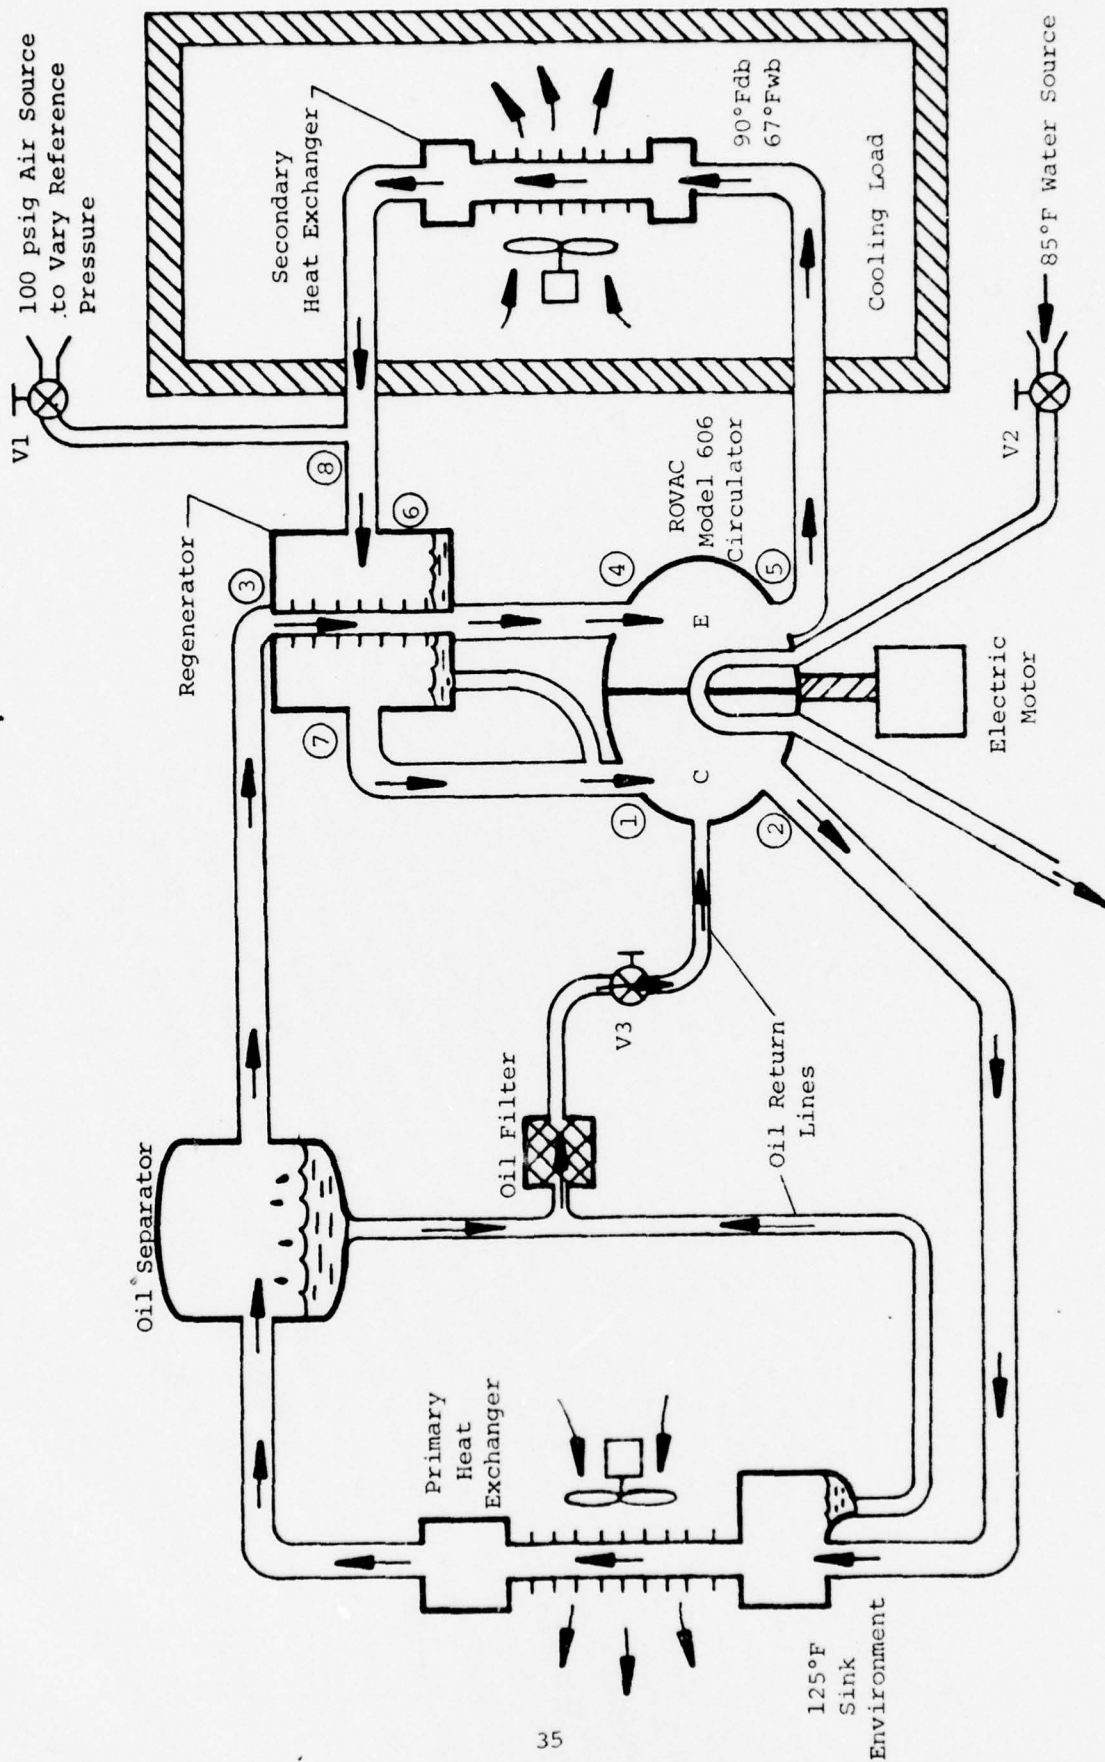 100 psig Air Source
to Vary Reference
Pressure
V1
Secondary
Heat Exchanger
90°Fdb
67°Fwb
Cooling Load
85°F Water Source
V2
Regenerator
3
8
6
7
4
5
1
2
ROVAC
Model 606
Circulator
E
C
Electric
Motor
Oil Separator
Oil Filter
V3
Oil Return
Lines
Primary
Heat
Exchanger
125°F
Sink
Environment
35